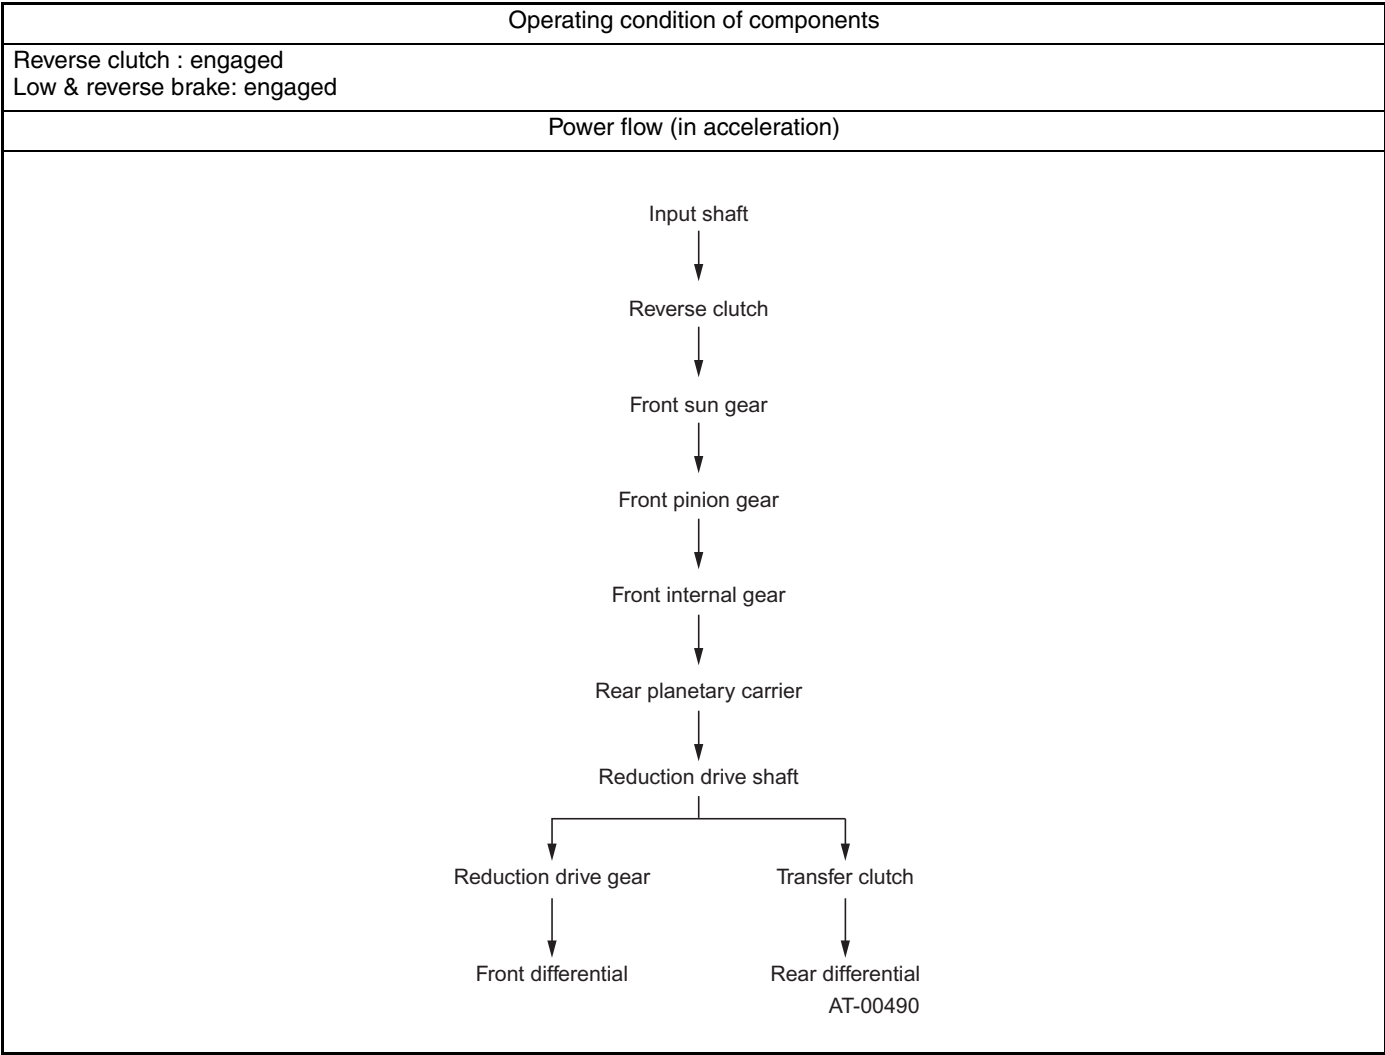 Operating condition of components
Reverse clutch : engaged
Low & reverse brake: engaged
Power flow (in acceleration)
Input shaft
Reverse clutch
Front sun gear
Front pinion gear
Front internal gear
Rear planetary carrier
Reduction drive shaft
Reduction drive gear
Transfer clutch
Front differential
Rear differential
AT-00490